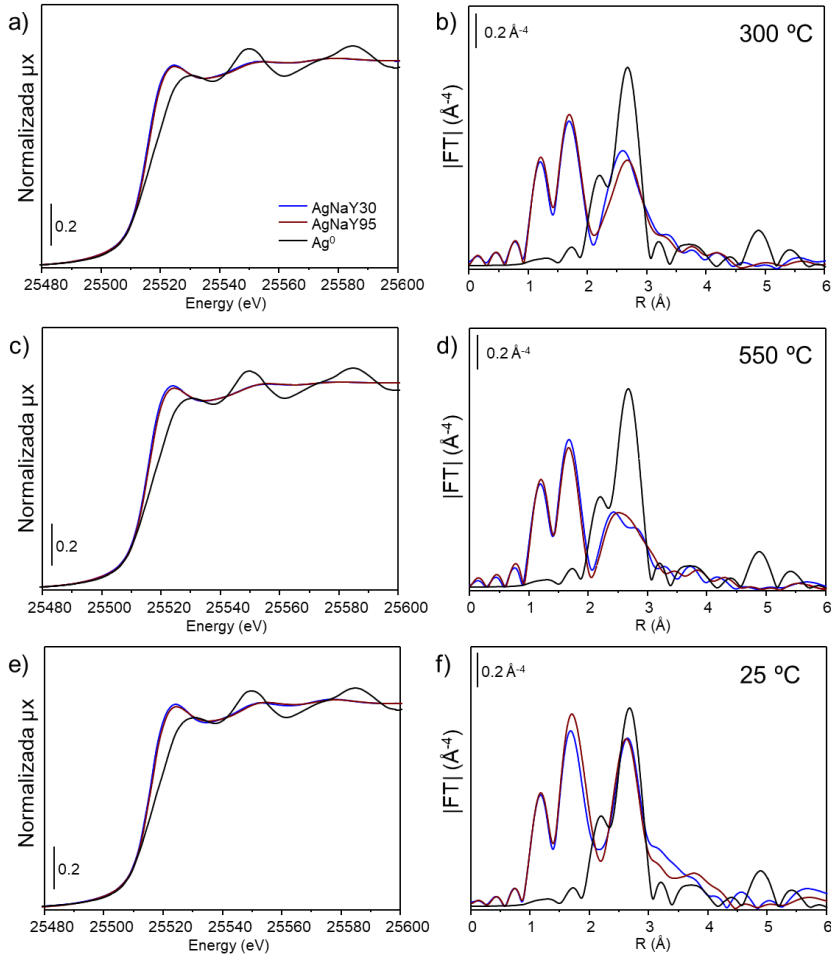 a)
Normalizada μx
0.2
AgNaY30
AgNaY95
Ag⁰
25480 25500 25520 25540 25560 25580 25600
Energy (eV)
b)
0.2 Å⁻⁴
300 ºC
|FT| (Å⁻⁴)
0 1 2 3 4 5 6
R (Å)
c)
Normalizada μx
0.2
25480 25500 25520 25540 25560 25580 25600
Energy (eV)
d)
0.2 Å⁻⁴
550 ºC
|FT| (Å⁻⁴)
0 1 2 3 4 5 6
R (Å)
e)
Normalizada μx
0.2
25480 25500 25520 25540 25560 25580 25600
Energy (eV)
f)
0.2 Å⁻⁴
25 ºC
|FT| (Å⁻⁴)
0 1 2 3 4 5 6
R (Å)